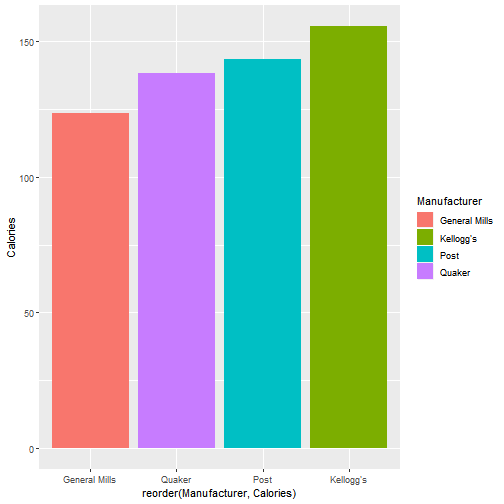 150
100
50
0
Calories
General Mills
Quaker
Post
Kellogg's
reorder(Manufacturer, Calories)
Manufacturer
General Mills
Kellogg's
Post
Quaker